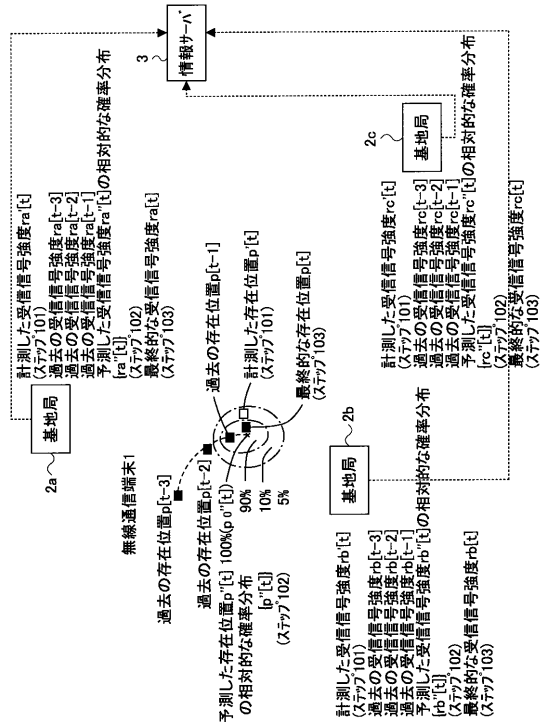 3
情報サーバ
2a
基地局
計測した受信信号強度ra'[t]
(ステップ101)
過去の受信信号強度ra[t-3]
過去の受信信号強度ra[t-2]
過去の受信信号強度ra[t-1]
予測した受信信号強度ra"[t]の相対的な確率分布
[ra"[t]]
(ステップ102)
最終的な受信信号強度ra[t]
(ステップ103)
2c
基地局
計測した受信信号強度rc'[t]
(ステップ101)
過去の受信信号強度rc[t-3]
過去の受信信号強度rc[t-2]
過去の受信信号強度rc[t-1]
予測した受信信号強度rc"[t]の相対的な確率分布
[rc"[t]]
(ステップ102)
最終的な受信信号強度rc[t]
(ステップ103)
無線通信端末1
過去の存在位置p[t-3]
過去の存在位置p[t-2]
過去の存在位置p[t-1]
計測した存在位置p'[t]
(ステップ101)
最終的な存在位置p[t]
(ステップ103)
予測した存在位置p"[t]
の相対的な確率分布
[p"[t]]
(ステップ102)
100%(p0"[t])
90%
10%
5%
2b
基地局
計測した受信信号強度rb'[t]
(ステップ101)
過去の受信信号強度rb[t-3]
過去の受信信号強度rb[t-2]
過去の受信信号強度rb[t-1]
予測した受信信号強度rb"[t]の相対的な確率分布
[rb"[t]]
(ステップ102)
最終的な受信信号強度rb[t]
(ステップ103)